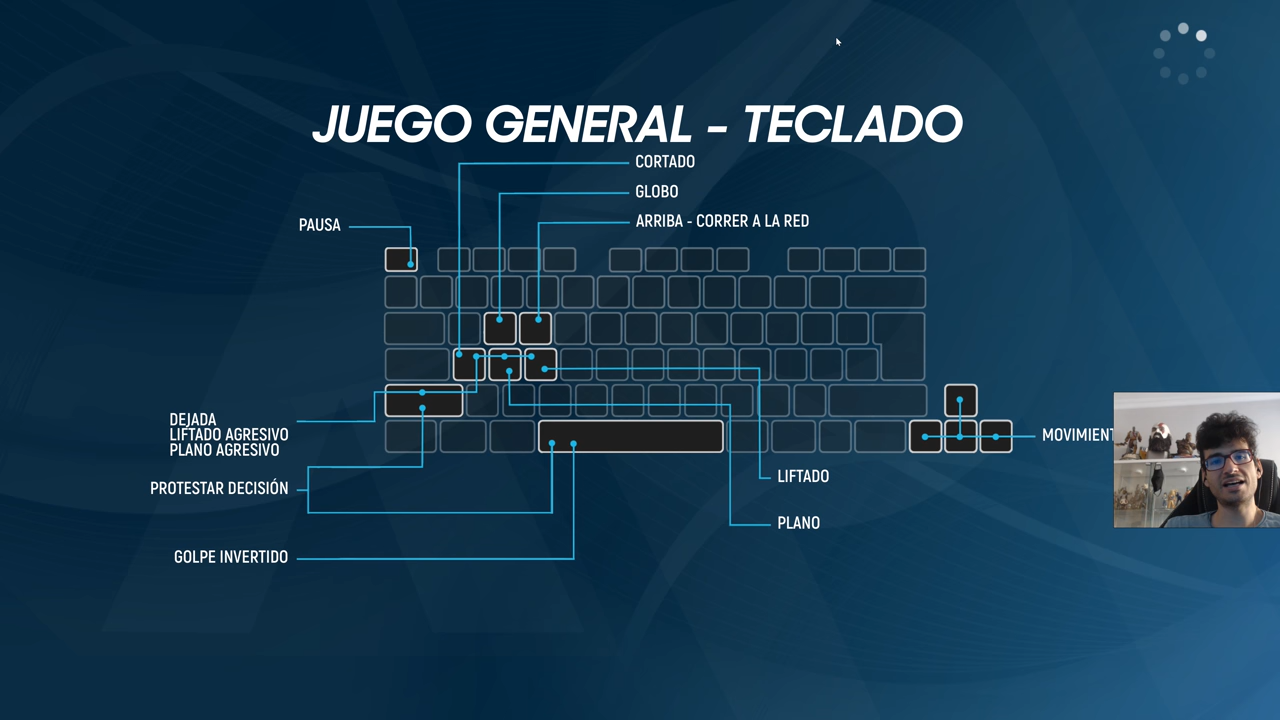 JUEGO GENERAL - TECLADO
CORTADO
GLOBO
ARRIBA - CORRER A LA RED
PAUSA
DEJADA
LIFTADO AGRESIVO
PLANO AGRESIVO
MOVIMIENT
PROTESTAR DECISIÓN
LIFTADO
PLANO
GOLPE INVERTIDO